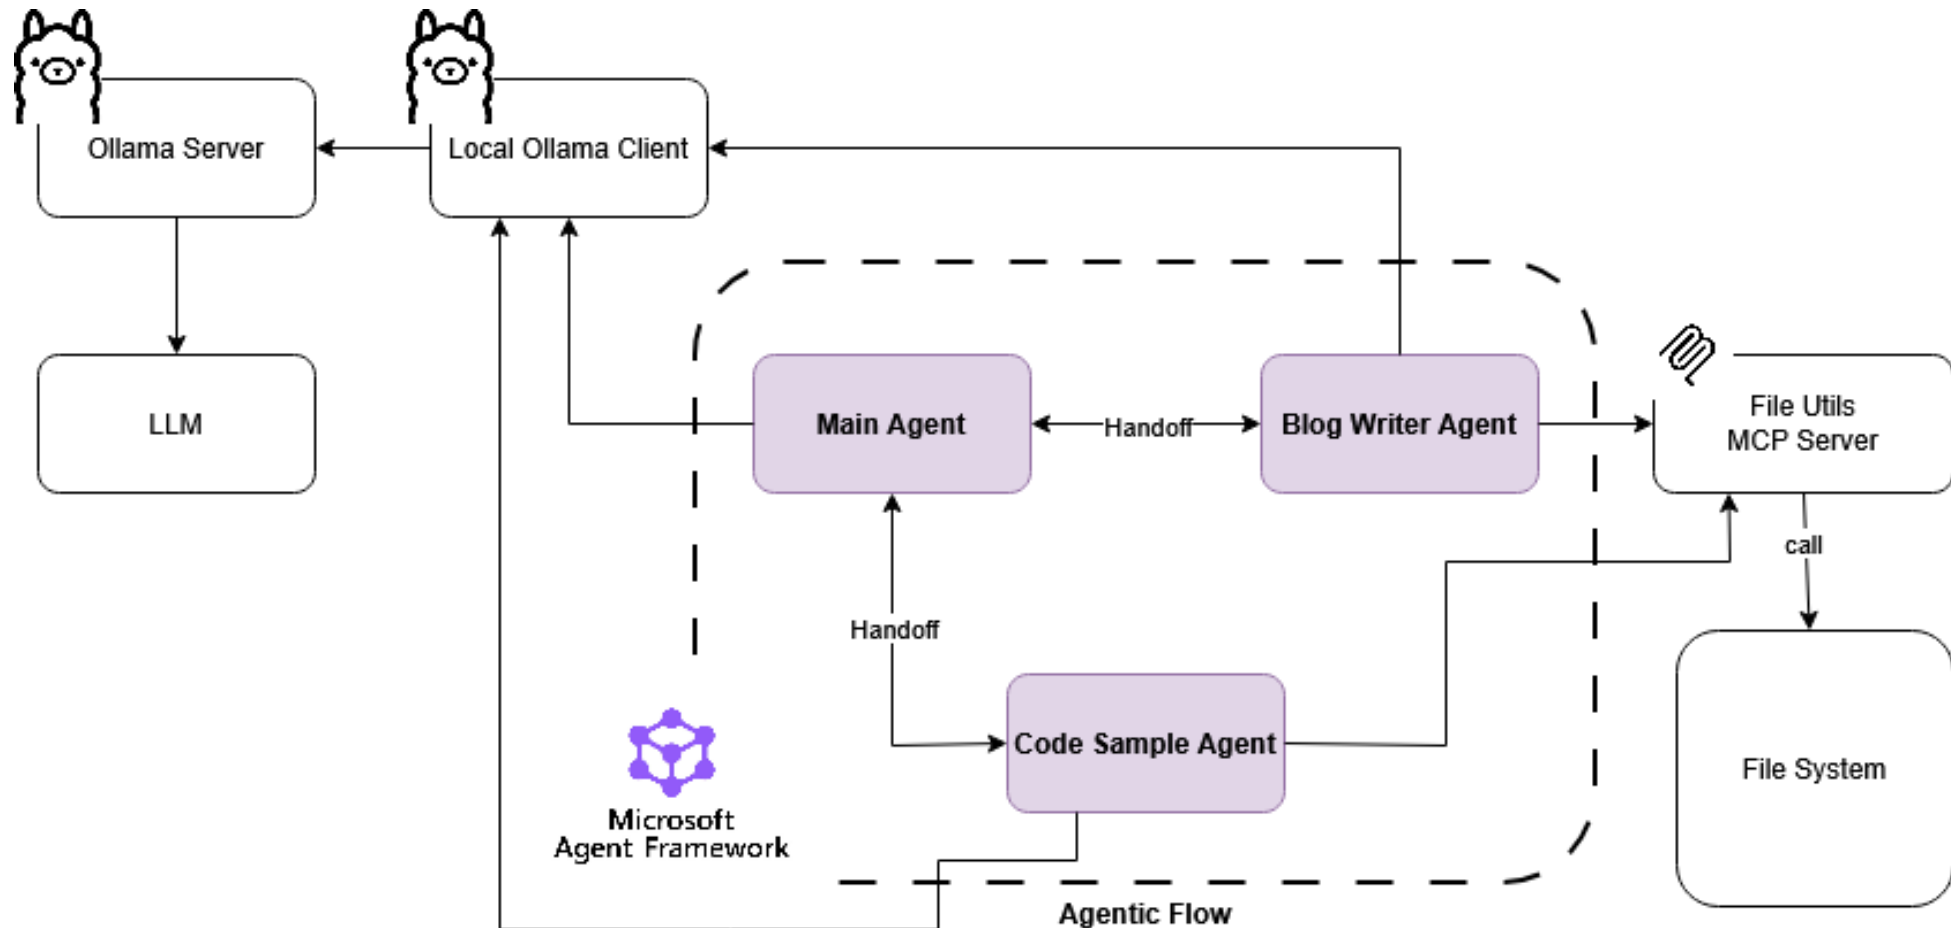 Ollama Server
Local Ollama Client
LLM
Main Agent
Handoff
Blog Writer Agent
File Utils
MCP Server
call
Handoff
Code Sample Agent
File System
Microsoft
Agent Framework
Agentic Flow